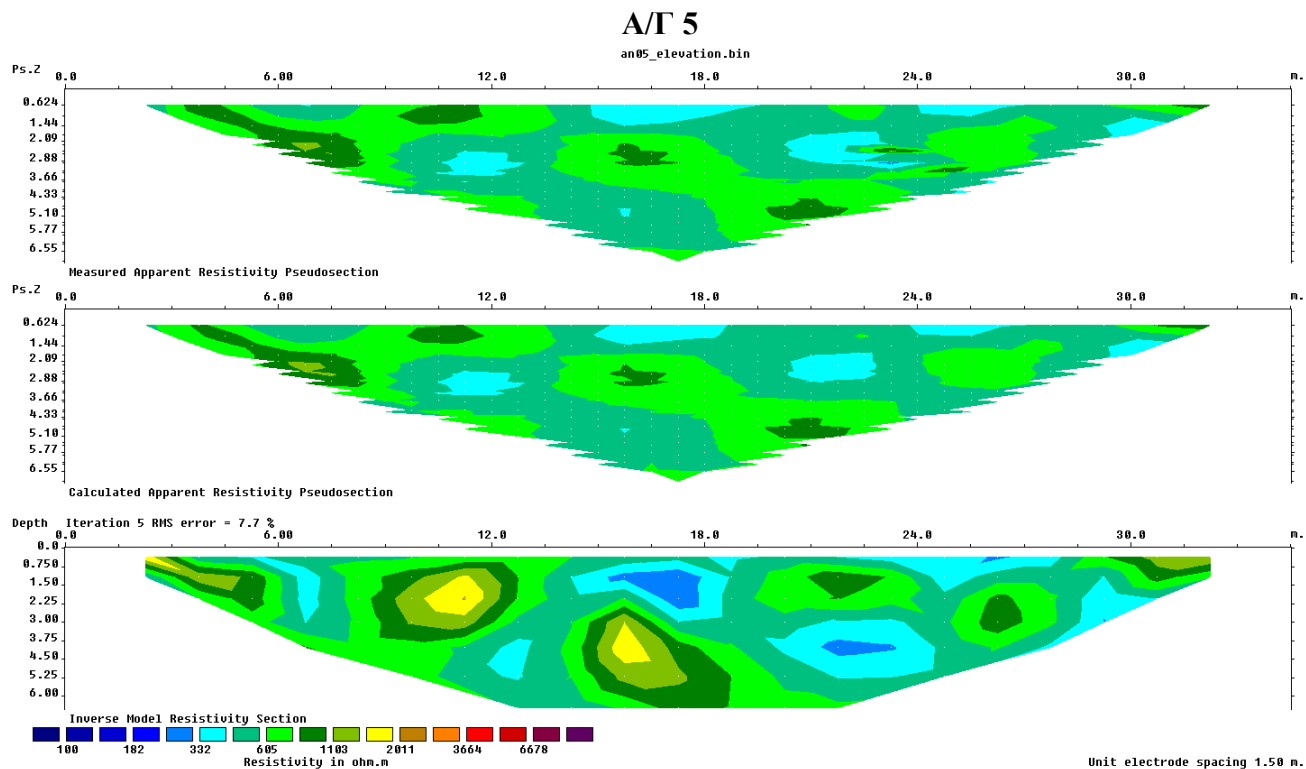 Α/Γ 5
an05_elevation.bin
Ps.Z 0.0 6.00 12.0 18.0 24.0 30.0 m.
0.624
1.44
2.09
2.88
3.66
4.33
5.10
5.77
6.55
Measured Apparent Resistivity Pseudosection
Ps.Z 0.0 6.00 12.0 18.0 24.0 30.0 m.
0.624
1.44
2.09
2.88
3.66
4.33
5.10
5.77
6.55
Calculated Apparent Resistivity Pseudosection
Depth Iteration 5 RMS error = 7.7 %
0.0 6.00 12.0 18.0 24.0 30.0 m.
0.0
0.750
1.50
2.25
3.00
3.75
4.50
5.25
6.00
Inverse Model Resistivity Section
100 182 332 605 1103 2011 3664 6678
Resistivity in ohm.m
Unit electrode spacing 1.50 m.